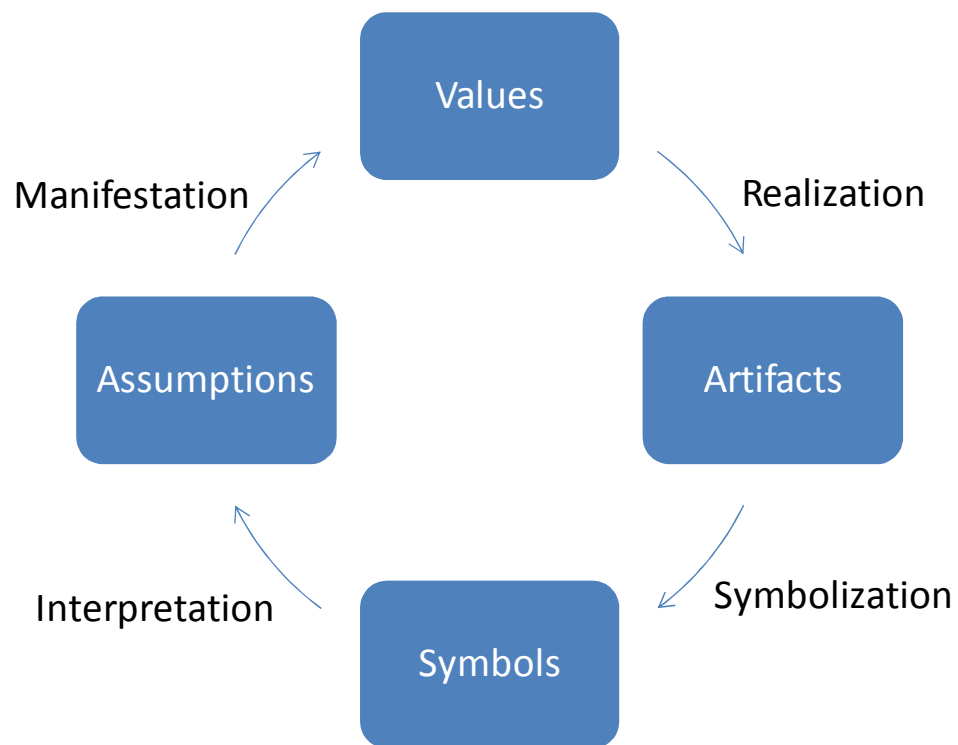 Values
Manifestation
Realization
Assumptions
Artifacts
Interpretation
Symbolization
Symbols